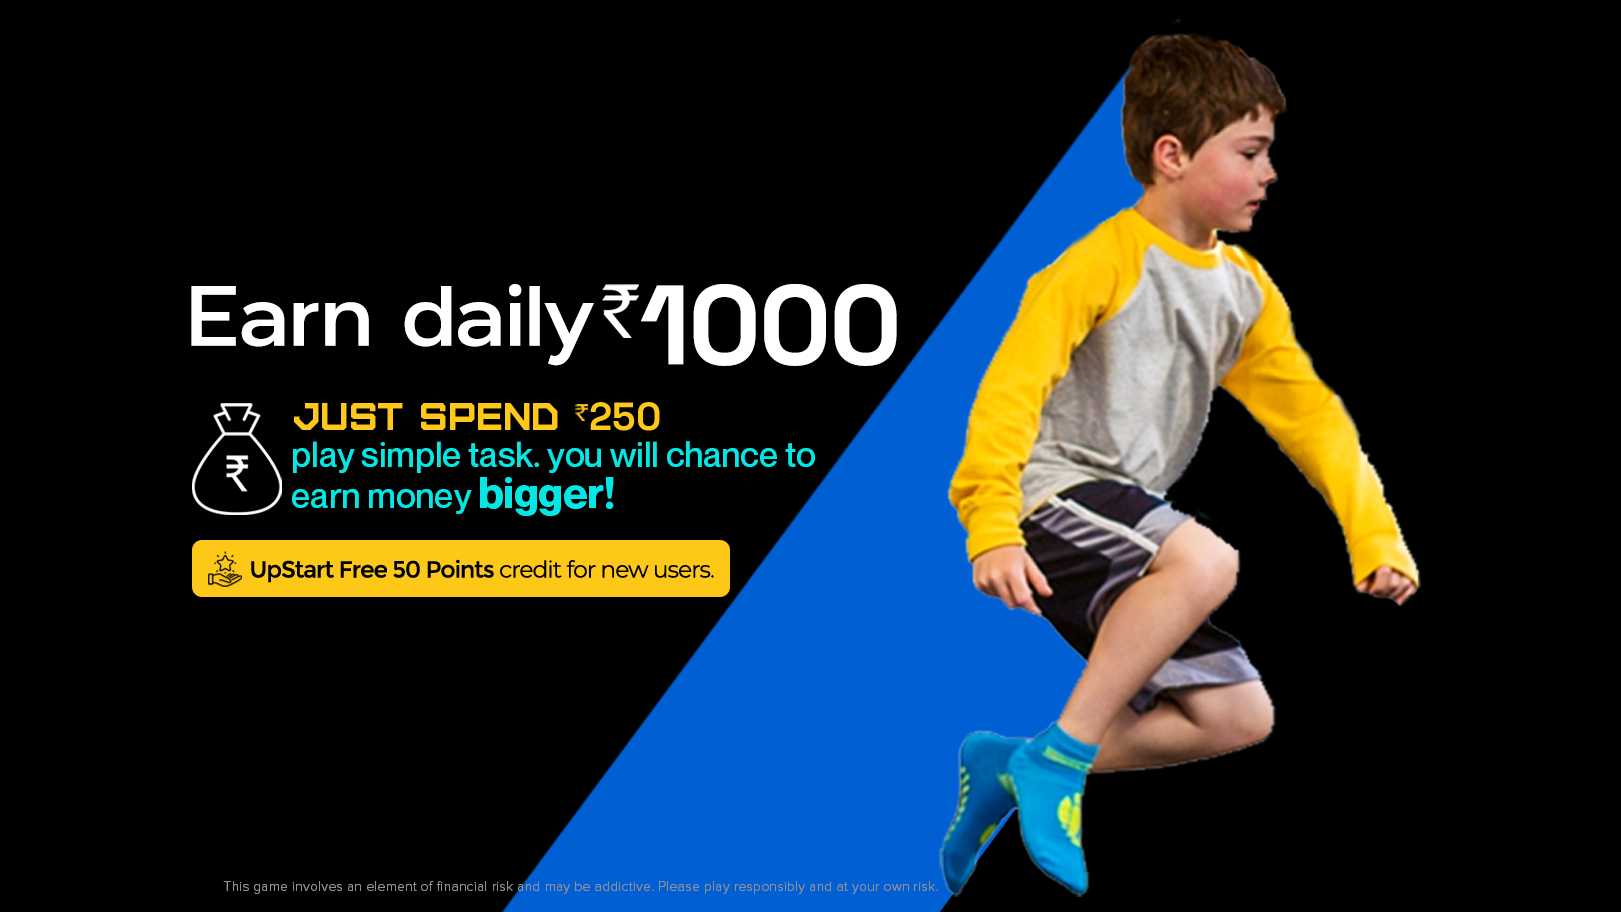 Earn daily ₹1000
JUST SPEND ₹250
play simple task. you will chance to
earn money bigger!
₹
UpStart Free 50 Points credit for new users.
This game involves an element of financial risk and may be addictive. Please play responsibly and at your own risk.